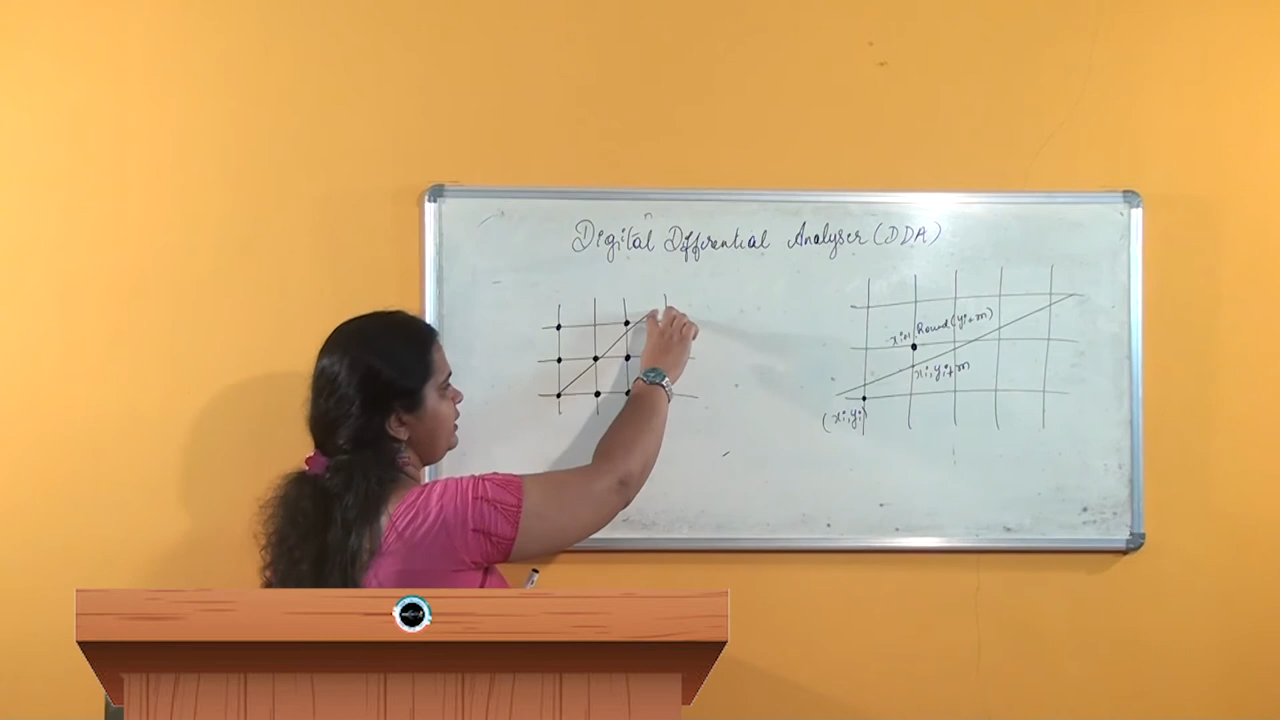 Digital Differential Analyser (DDA)
xi+1, Round(yi+m)
xi, yi+m
(xi, yi)